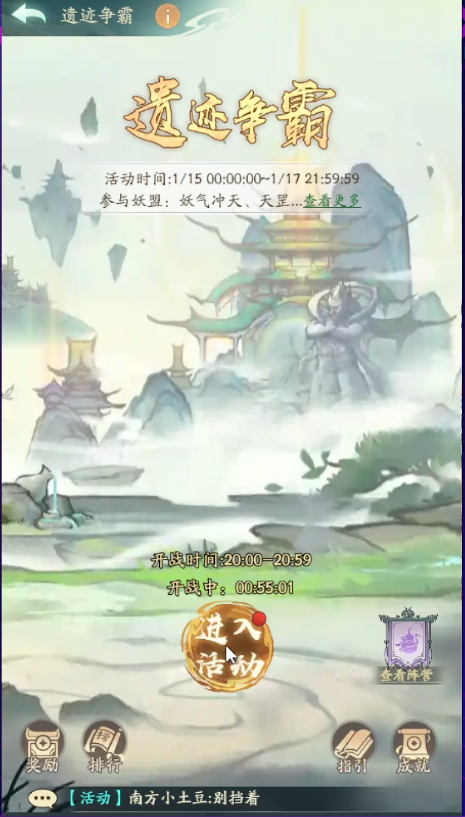 遗迹争霸
i
遗迹争霸
活动时间:1/15 00:00:00~1/17 21:59:59
参与妖盟：妖气冲天、天罡...查看更多
开战时间:20:00—20:59
开战中：00:55:01
进入
活动
查看阵营
奖励
排行
指引
成就
【活动】南方小土豆:别挡着